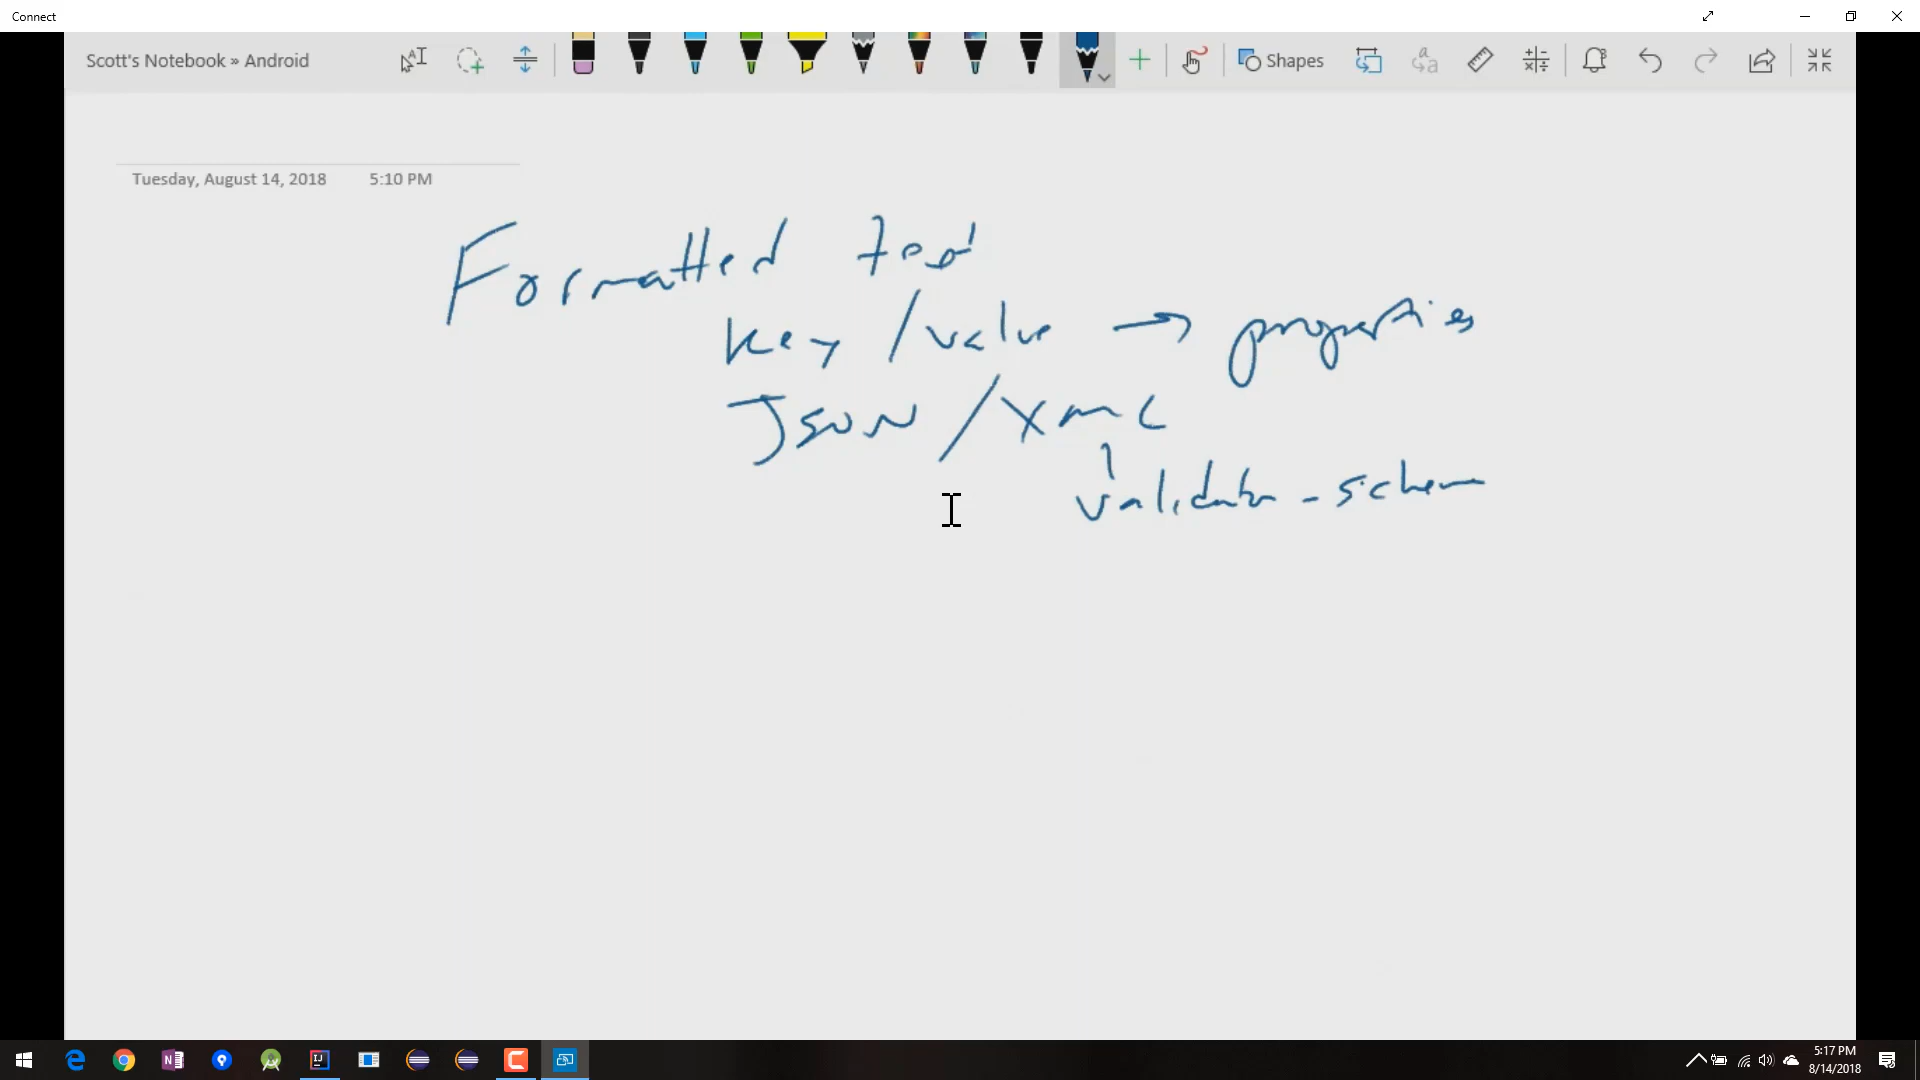 Connect
Scott's Notebook » Android
Shapes
Tuesday, August 14, 2018 5:10 PM
Formatted text
Key/value → properties
JSON/XML
validator - schema
5:17 PM
8/14/2018